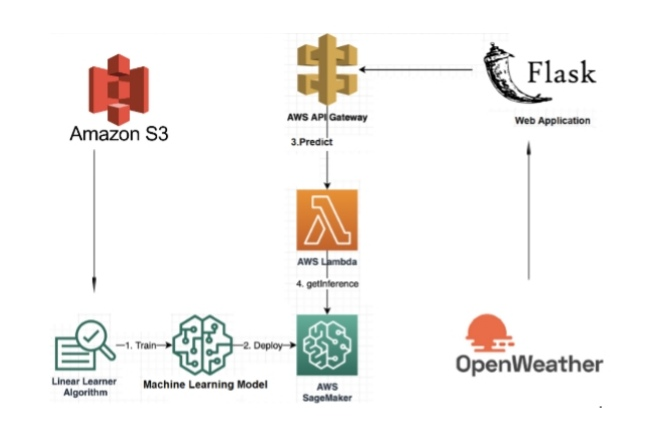 Amazon S3
AWS API Gateway
Flask
Web Application
3.Predict
AWS Lambda
4. getInference
1. Train
2. Deploy
Linear Learner
Algorithm
Machine Learning Model
AWS
SageMaker
OpenWeather